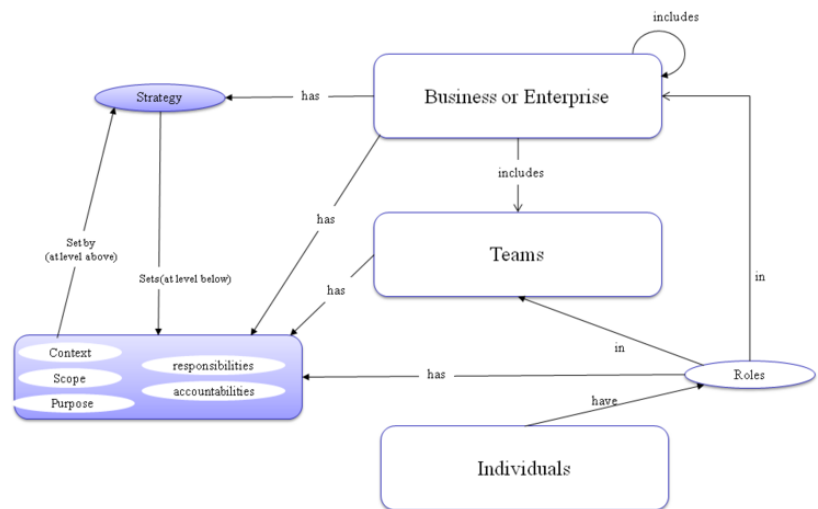 includes
Strategy
has
Business or Enterprise
includes
has
Set by
(at level above)
Teams
Sets(at level below)
has
in
in
Context
responsibilities
Scope
has
Roles
accountabilities
Purpose
have
Individuals